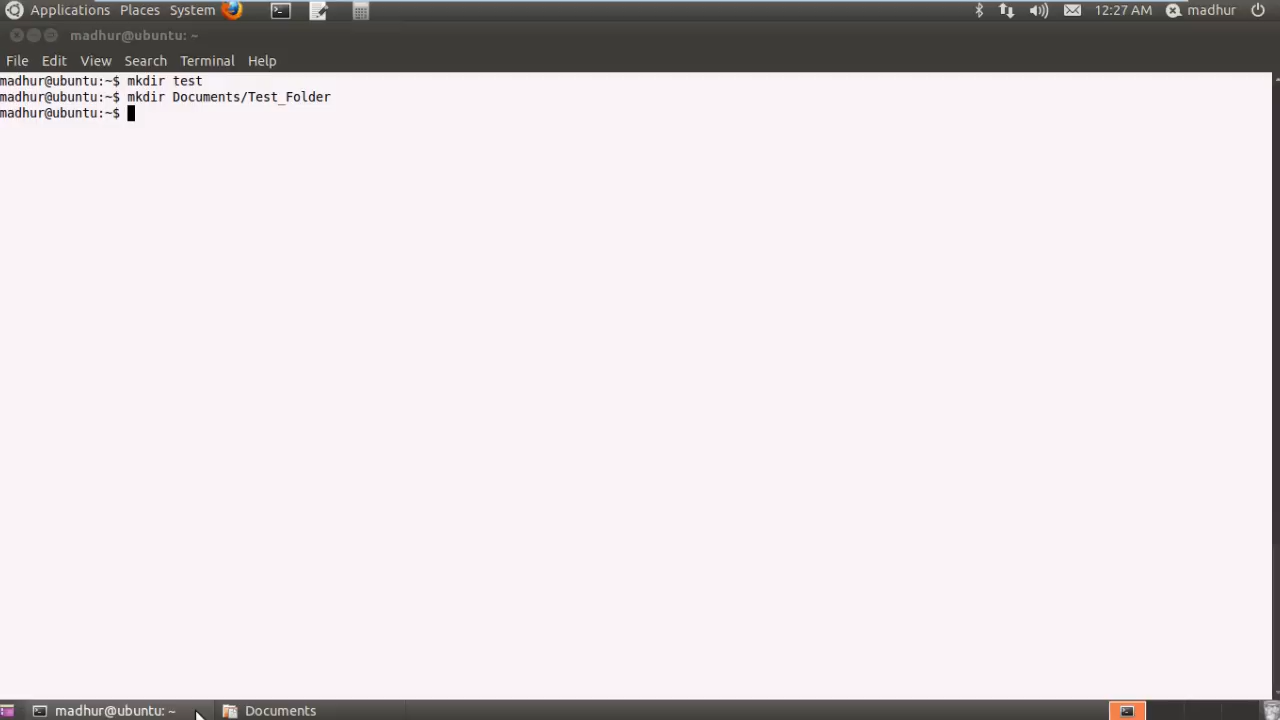 Applications Places System 12:27 AM madhur
madhur@ubuntu: ~
File Edit View Search Terminal Help
madhur@ubuntu:~$ mkdir test
madhur@ubuntu:~$ mkdir Documents/Test_Folder
madhur@ubuntu:~$
madhur@ubuntu: ~ Documents